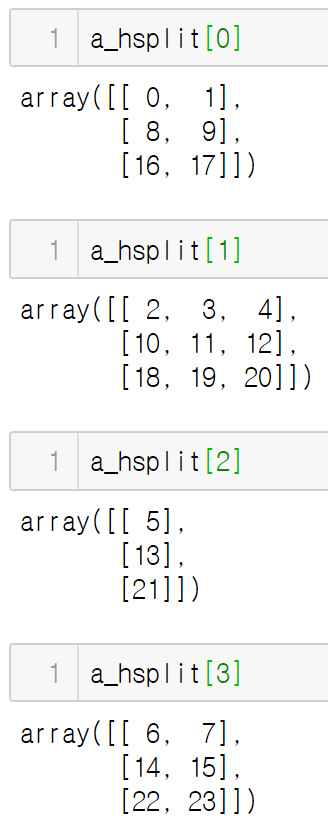 1 a_hsplit[0]
array([[ 0,  1],
       [ 8,  9],
       [16, 17]])
1 a_hsplit[1]
array([[ 2,  3,  4],
       [10, 11, 12],
       [18, 19, 20]])
1 a_hsplit[2]
array([[ 5],
       [13],
       [21]])
1 a_hsplit[3]
array([[ 6,  7],
       [14, 15],
       [22, 23]])